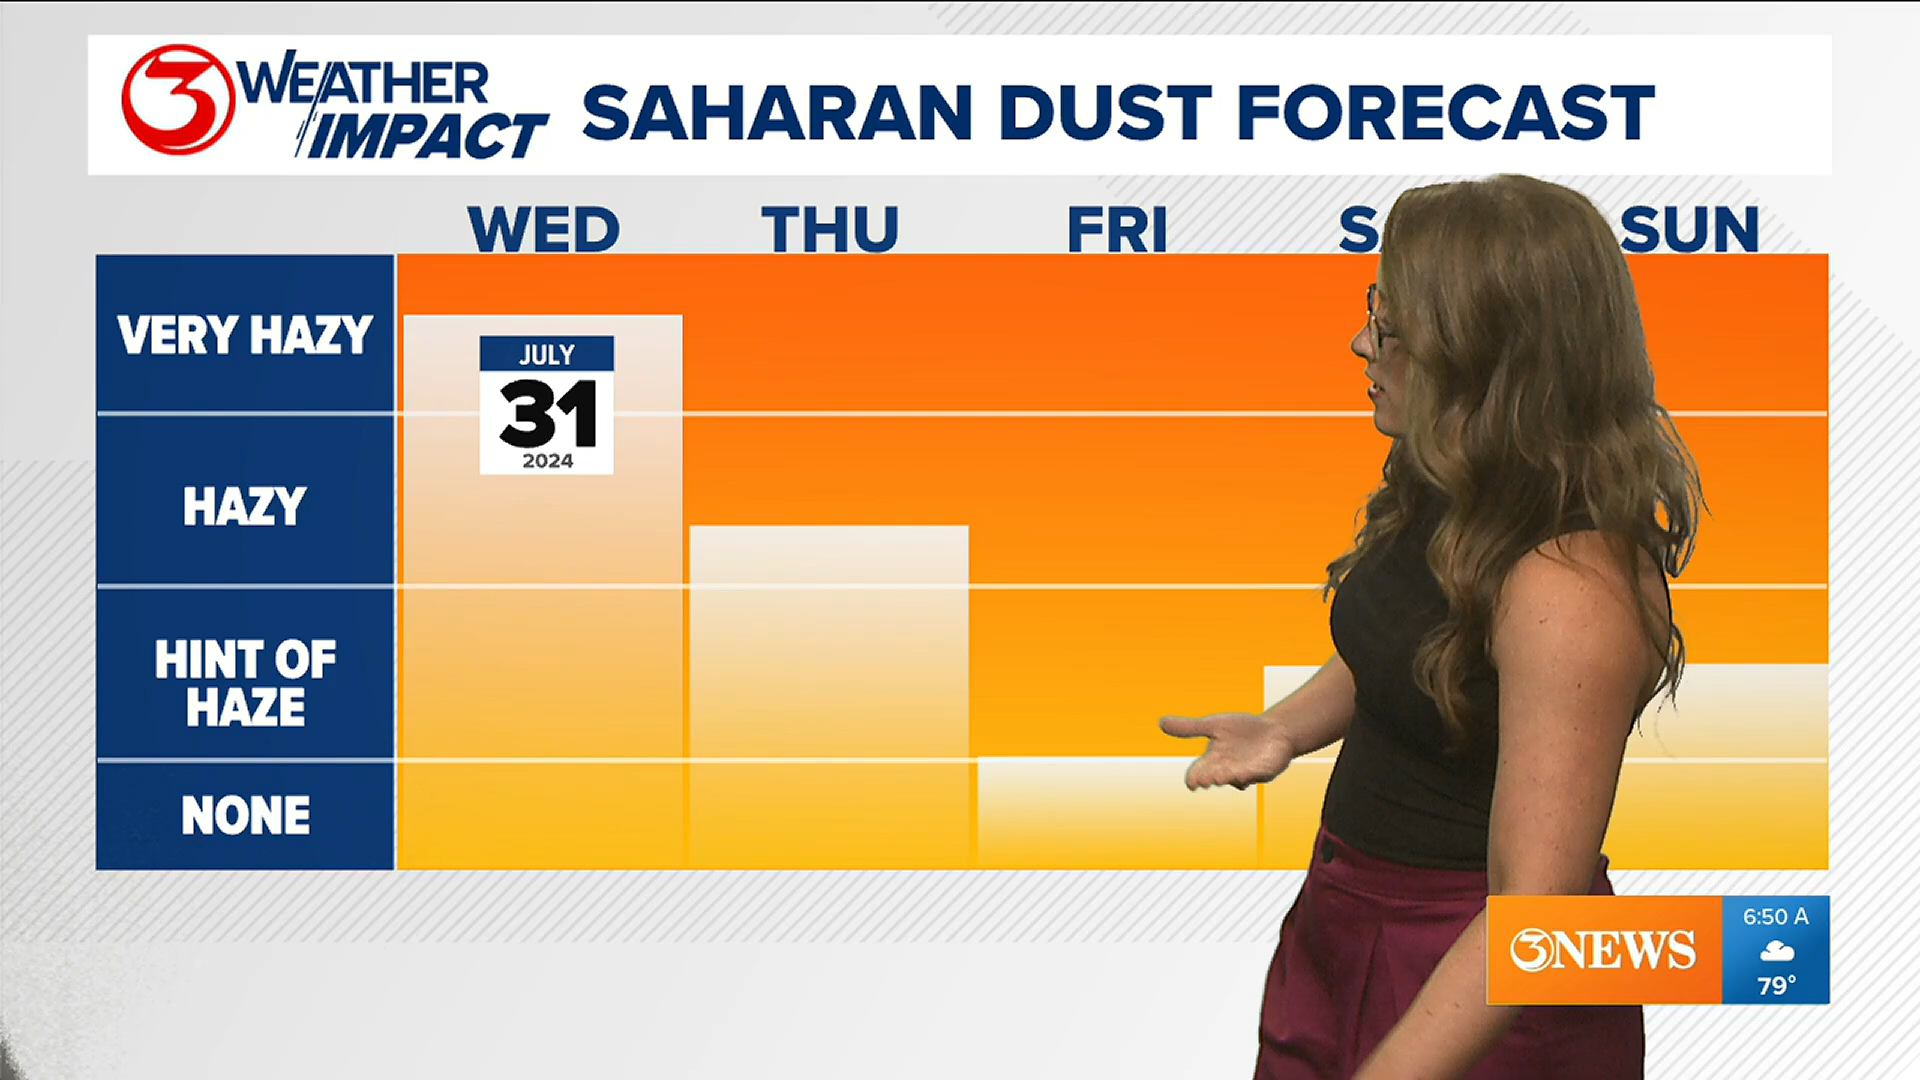 3 WEATHER IMPACT
SAHARAN DUST FORECAST
WED THU FRI SUN
VERY HAZY
JULY
31
2024
HAZY
HINT OF
HAZE
NONE
3NEWS
6:50 A
79°